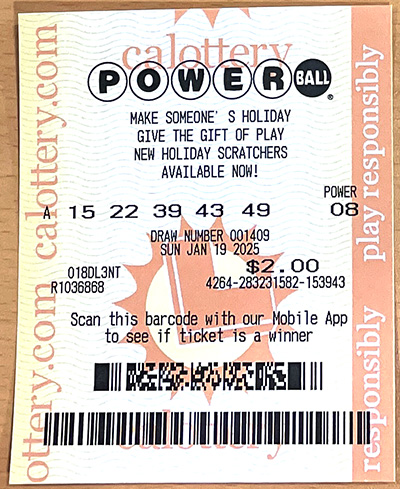 calottery
POWERBALL®
MAKE SOMEONE' S HOLIDAY
GIVE THE GIFT OF PLAY
NEW HOLIDAY SCRATCHERS
AVAILABLE NOW!
POWER
A 15 22 39 43 49 08
DRAW NUMBER 001409
SUN JAN 19 2025
$2.00
018DL3NT
R1036868 4264-283231582-153943
Scan this barcode with our Mobile App
to see if ticket is a winner
calottery
ottery.com calottery.com
responsibly play responsibly